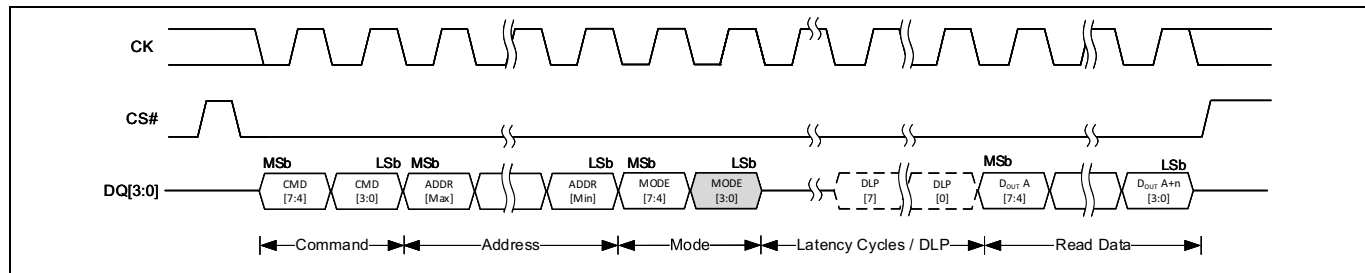 CK
CS#
MSb LSb MSb LSb MSb LSb MSb LSb
DQ[3:0]
CMD [7:4]
CMD [3:0]
ADDR [Max]
ADDR [Min]
MODE [7:4]
MODE [3:0]
DLP [7]
DLP [0]
DOUT A [7:4]
DOUT A+n [3:0]
Command Address Mode Latency Cycles / DLP Read Data